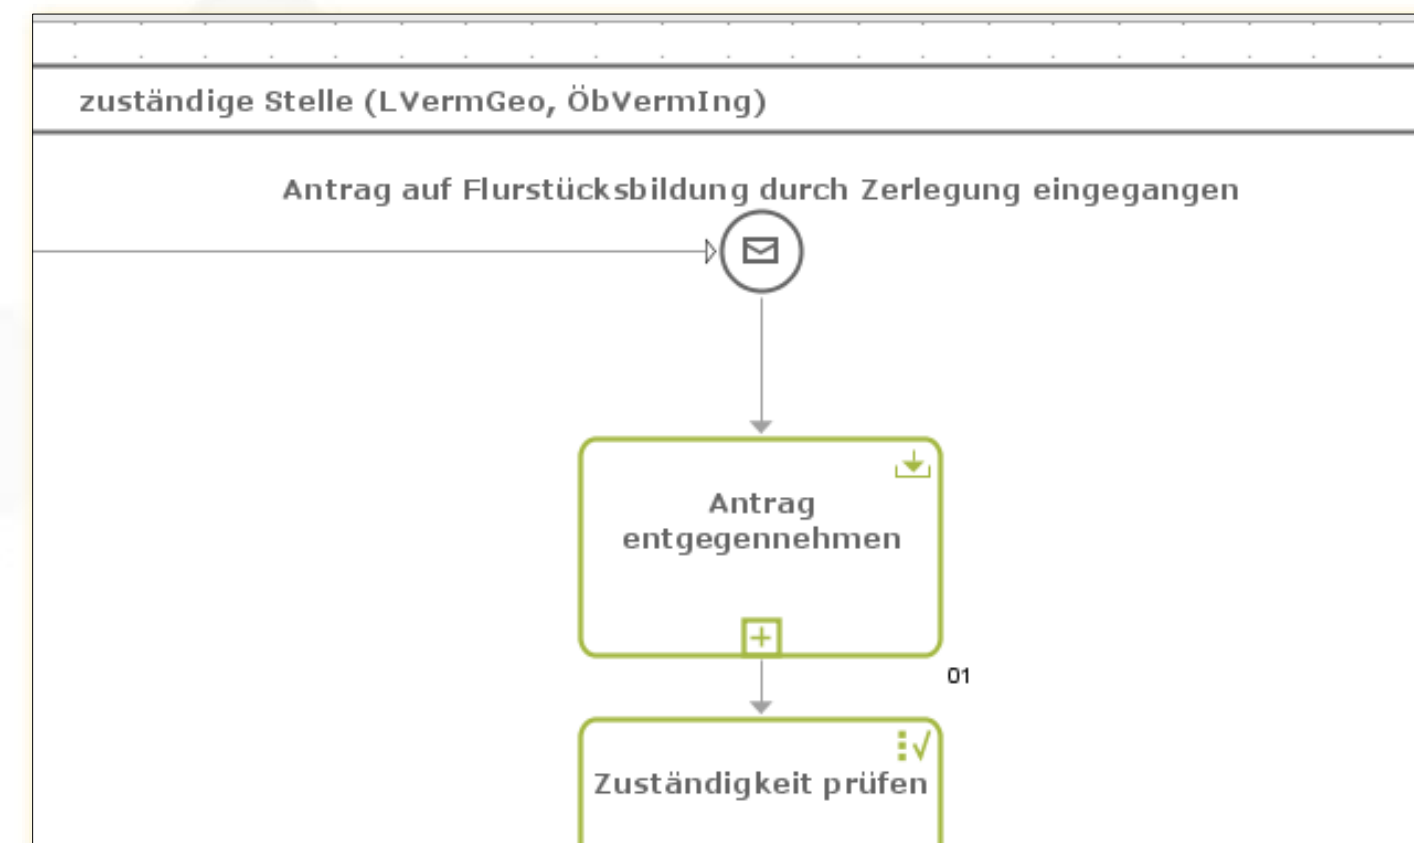 zuständige Stelle (LVermGeo, ÖbVermIng)
Antrag auf Flurstücksbildung durch Zerlegung eingegangen
Antrag
entgegennehmen
01
Zuständigkeit prüfen